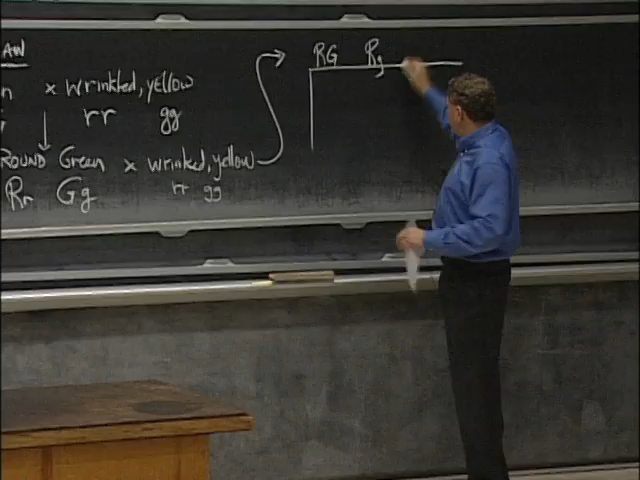 AW
n x wrinkled, yellow
rr gg
ROUND Green x wrinkled, yellow
Rr Gg rr gg
RG Rg